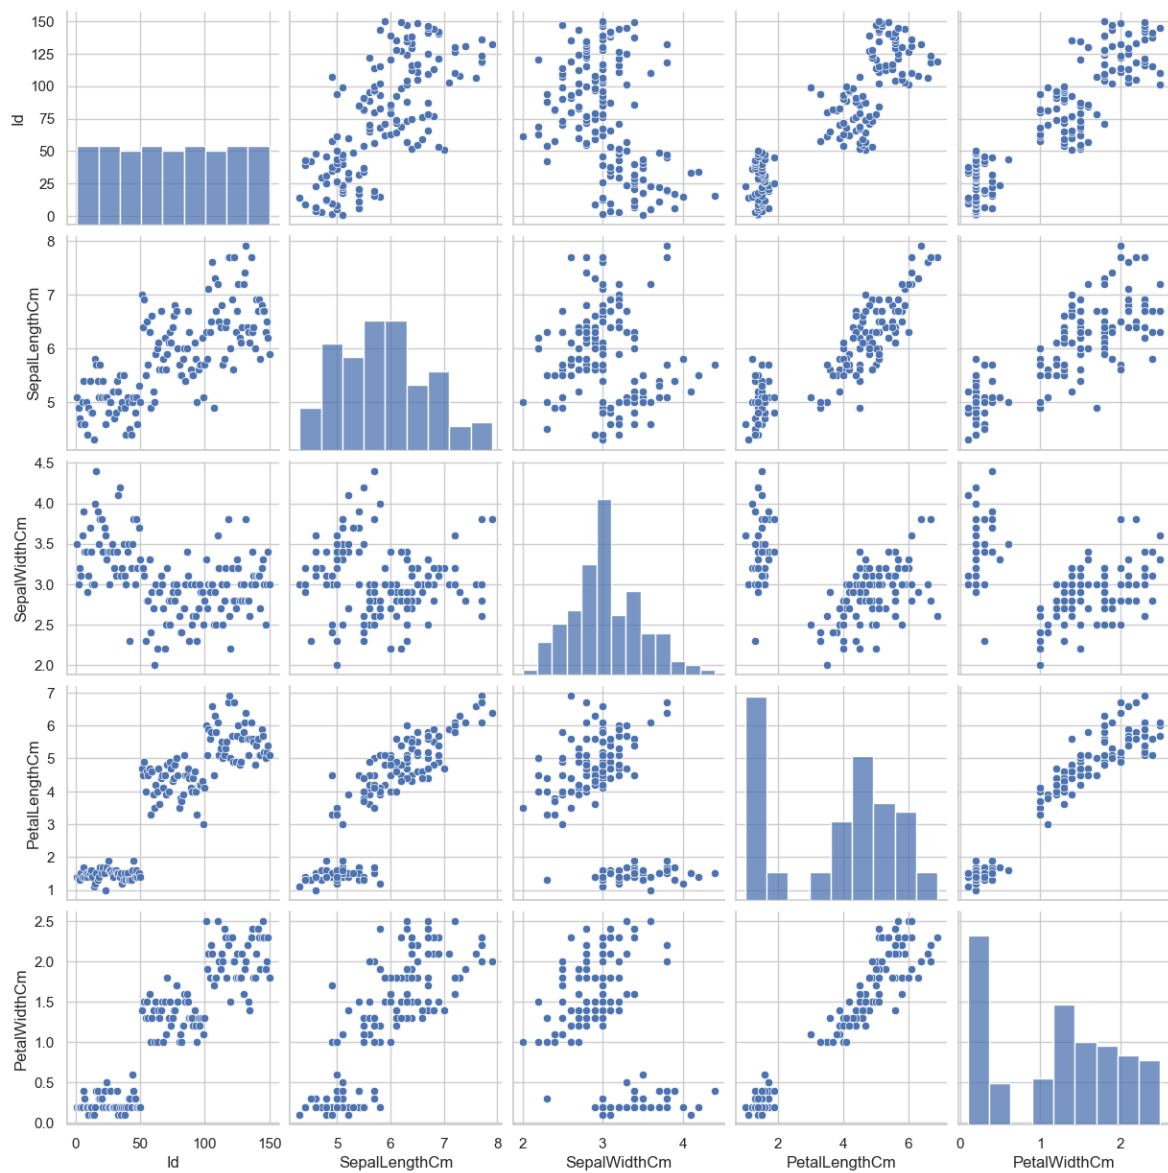 150
125
100
75
50
25
0
Id
8
7
6
5
SepalLengthCm
4.5
4.0
3.5
3.0
2.5
2.0
SepalWidthCm
7
6
5
4
3
2
1
PetalLengthCm
2.5
2.0
1.5
1.0
0.5
0.0
PetalWidthCm
0 50 100 150
Id
5 6 7 8
SepalLengthCm
2 3 4
SepalWidthCm
2 4 6
PetalLengthCm
0 1 2
PetalWidthCm